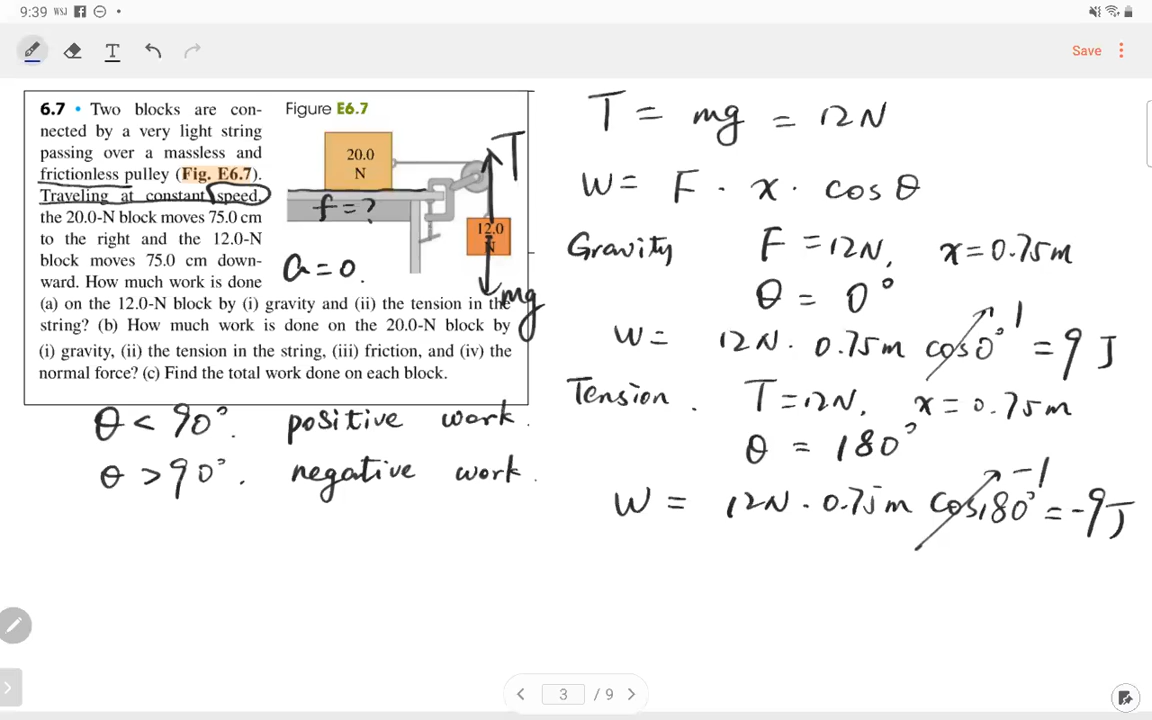 9:39 WSJ
Save
6.7 • Two blocks are con-
nected by a very light string
passing over a massless and
frictionless pulley (Fig. E6.7).
Traveling at constant speed,
the 20.0-N block moves 75.0 cm
to the right and the 12.0-N
block moves 75.0 cm down-
ward. How much work is done
(a) on the 12.0-N block by (i) gravity and (ii) the tension in the
string? (b) How much work is done on the 20.0-N block by
(i) gravity, (ii) the tension in the string, (iii) friction, and (iv) the
normal force? (c) Find the total work done on each block.
Figure E6.7
20.0
N
T
f = ?
12.0
N
a = 0.
mg
θ < 90°. positive work.
θ > 90°. negative work.
T = mg = 12N
W = F · x · cos θ
Gravity F = 12N, x = 0.75m
θ = 0°
W = 12N · 0.75m cos0° 1 = 9 J
Tension. T = 12N, x = 0.75m
θ = 180°
W = 12N · 0.75m cos180° -1 = -9J
3 / 9